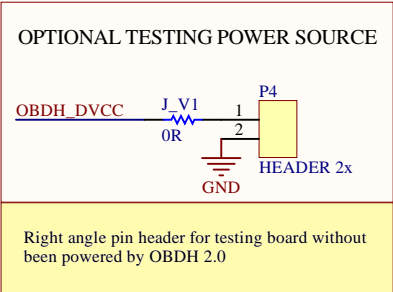 OPTIONAL TESTING POWER SOURCE
P4
OBDH_DVCC
J_V1
1
0R
2
HEADER 2x
GND
Right angle pin header for testing board without
been powered by OBDH 2.0